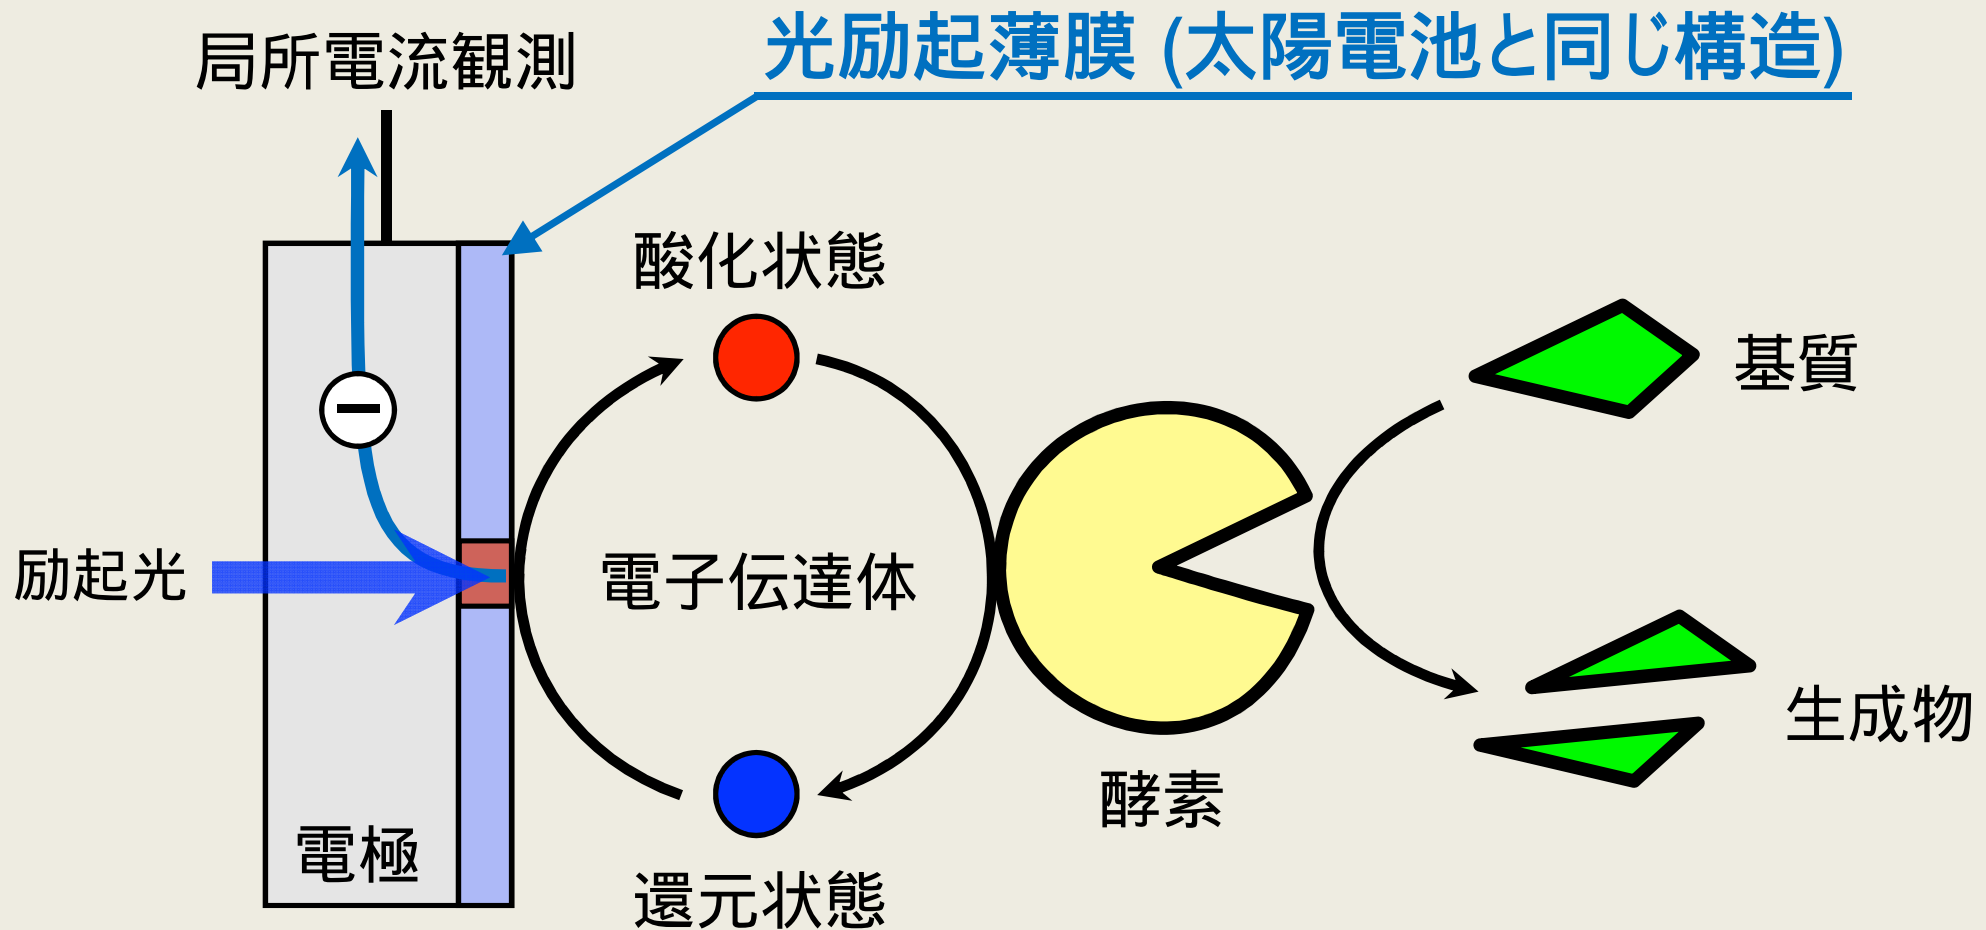 光励起薄膜 (太陽電池と同じ構造)
局所電流観測
酸化状態
基質
励起光
電子伝達体
生成物
酵素
電極
還元状態